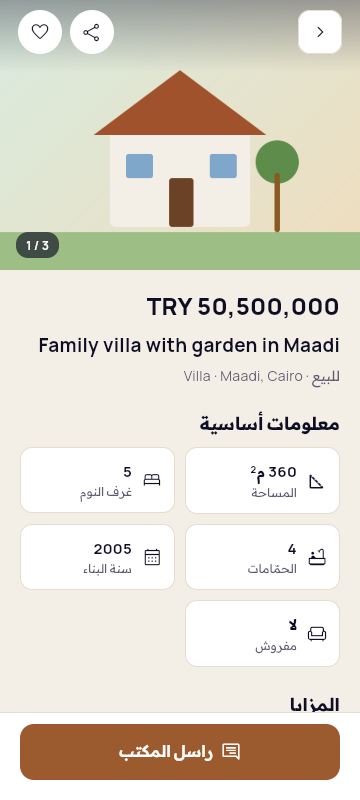 1 / 3
TRY 50,500,000
Family villa with garden in Maadi
للبيع · Villa · Maadi, Cairo
معلومات أساسية
360 م²
المساحة
5
غرف النوم
4
الحمّامات
2005
سنة البناء
لا
مفروش
المزايا
راسل المكتب